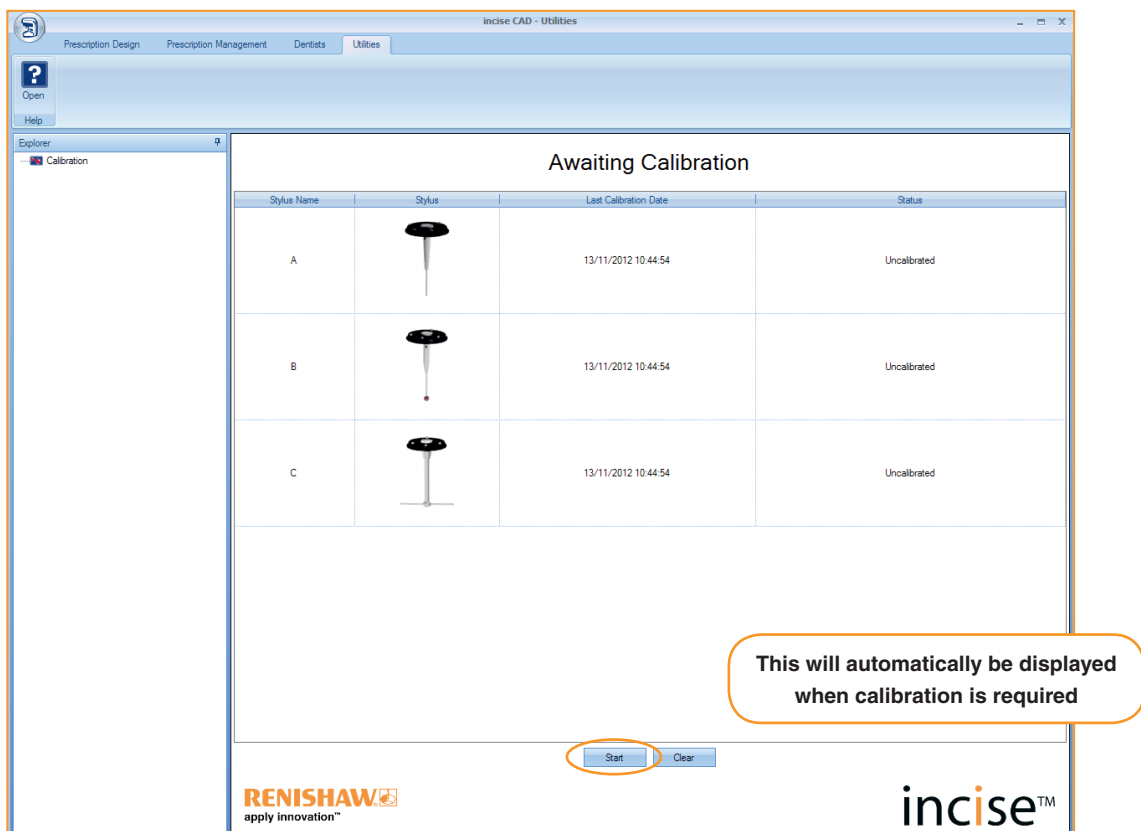 incise CAD - Utilities
Prescription Design Prescription Management Dentists Utilities
?
Open
Help
Explorer
Calibration
Awaiting Calibration
Stylus Name Stylus Last Calibration Date Status
A 13/11/2012 10:44:54 Uncalibrated
B 13/11/2012 10:44:54 Uncalibrated
C 13/11/2012 10:44:54 Uncalibrated
This will automatically be displayed
when calibration is required
Start Clear
RENISHAW
apply innovation™
incise™